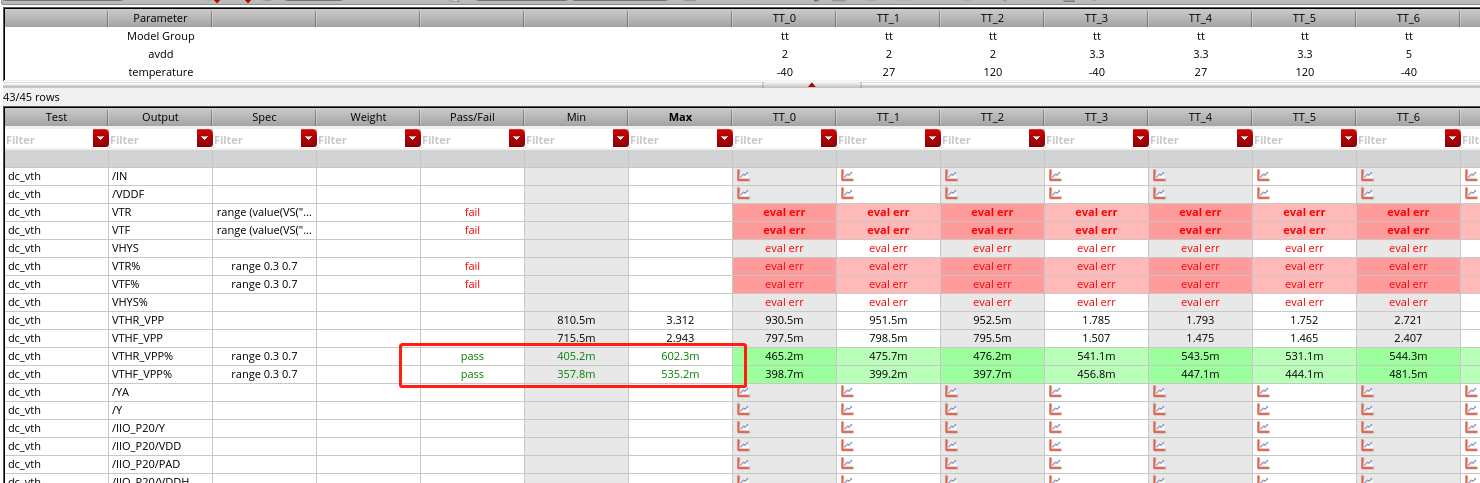 Parameter TT_0 TT_1 TT_2 TT_3 TT_4 TT_5 TT_6
Model Group tt tt tt tt tt tt tt
avdd 2 2 2 3.3 3.3 3.3 5
temperature -40 27 120 -40 27 120 -40
43/45 rows
Test Output Spec Weight Pass/Fail Min Max TT_0 TT_1 TT_2 TT_3 TT_4 TT_5 TT_6
Filter Filter Filter Filter Filter Filter Filter Filter Filter Filter Filter Filter Filter Filter Filter
dc_vth /IN
dc_vth /VDDF
dc_vth VTR range (value(VS("... fail eval err eval err eval err eval err eval err eval err eval err
dc_vth VTF range (value(VS("... fail eval err eval err eval err eval err eval err eval err eval err
dc_vth VHYS eval err eval err eval err eval err eval err eval err eval err
dc_vth VTR% range 0.3 0.7 fail eval err eval err eval err eval err eval err eval err eval err
dc_vth VTF% range 0.3 0.7 fail eval err eval err eval err eval err eval err eval err eval err
dc_vth VHYS% eval err eval err eval err eval err eval err eval err eval err
dc_vth VTHR_VPP 810.5m 3.312 930.5m 951.5m 952.5m 1.785 1.793 1.752 2.721
dc_vth VTHF_VPP 715.5m 2.943 797.5m 798.5m 795.5m 1.507 1.475 1.465 2.407
dc_vth VTHR_VPP% range 0.3 0.7 pass 405.2m 602.3m 465.2m 475.7m 476.2m 541.1m 543.5m 531.1m 544.3m
dc_vth VTHF_VPP% range 0.3 0.7 pass 357.8m 535.2m 398.7m 399.2m 397.7m 456.8m 447.1m 444.1m 481.5m
dc_vth /YA
dc_vth /Y
dc_vth /IIO_P20/Y
dc_vth /IIO_P20/VDD
dc_vth /IIO_P20/PAD
dc_vth /IIO_P20/VDDH